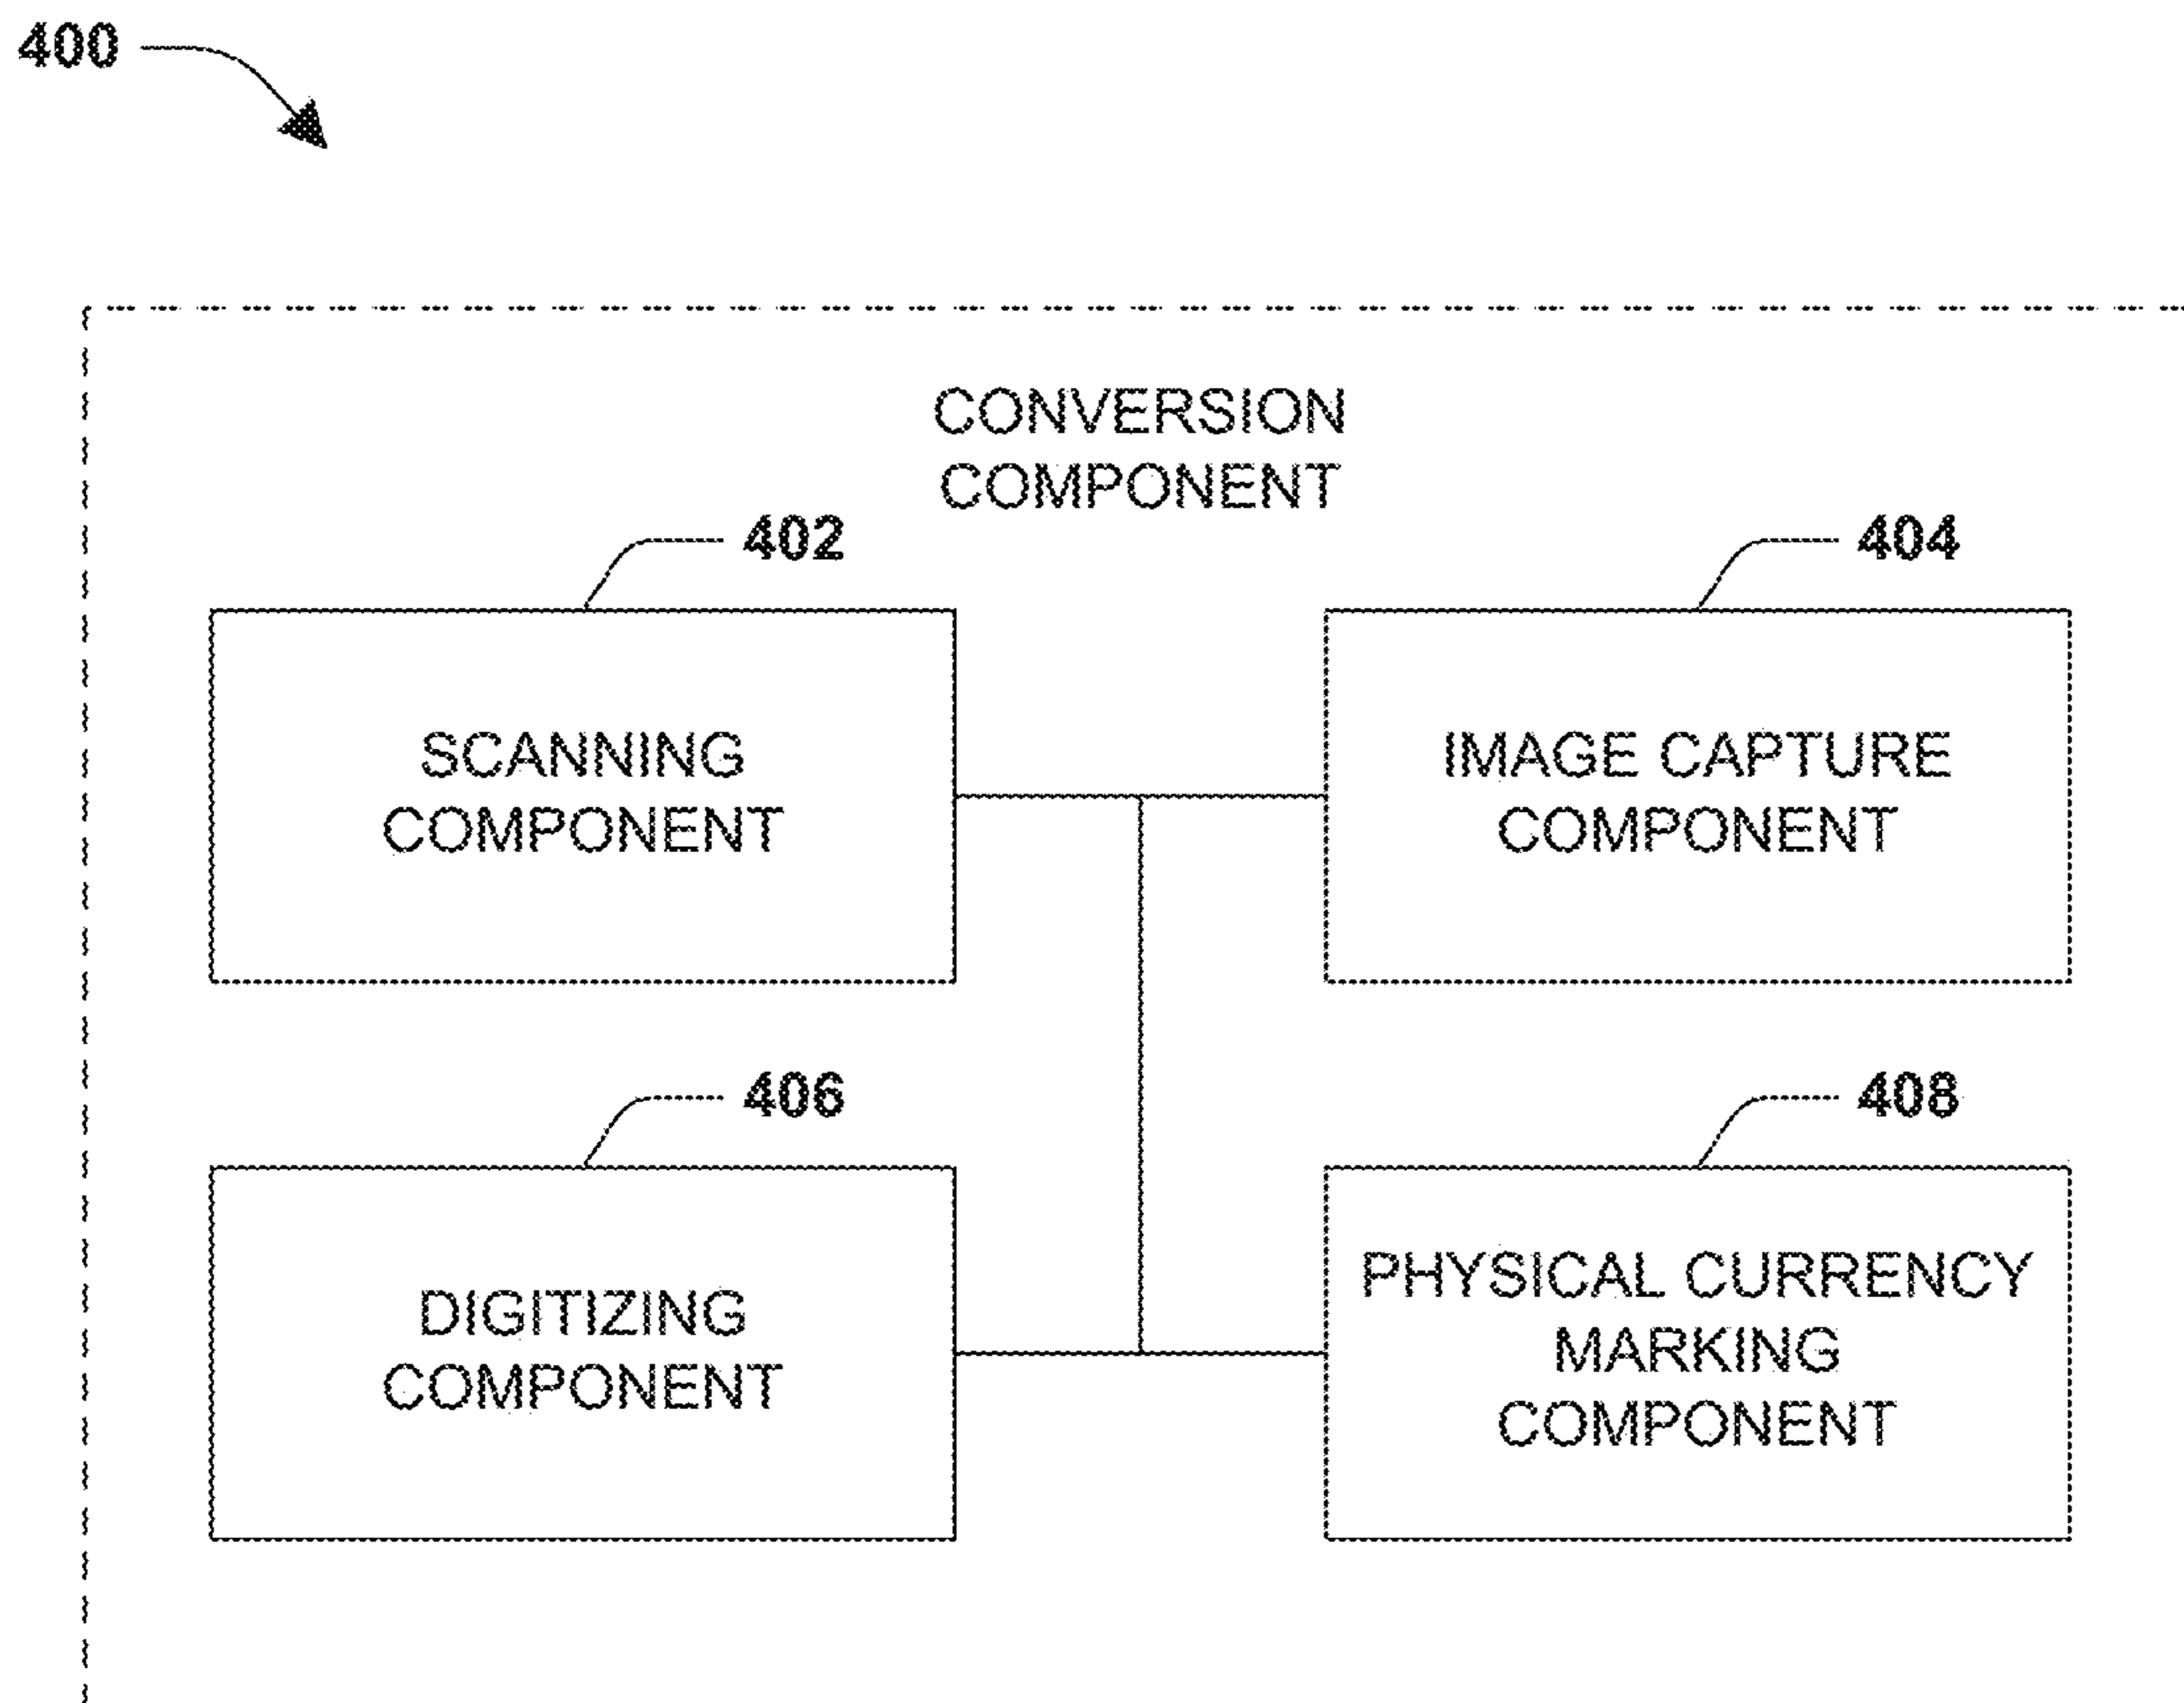 400
CONVERSION
COMPONENT
402
404
SCANNING
COMPONENT
IMAGE CAPTURE
COMPONENT
406
408
DIGITIZING
COMPONENT
PHYSICAL CURRENCY
MARKING
COMPONENT